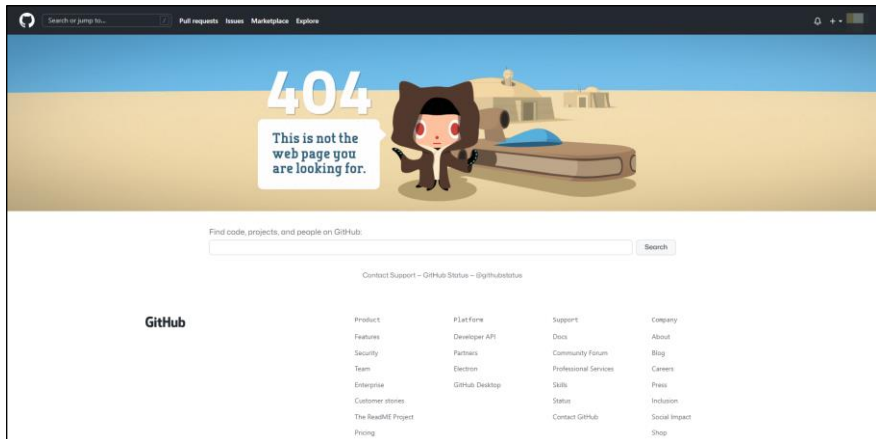 Search or jump to...
/
Pull requests Issues Marketplace Explore
404
This is not the
web page you
are looking for.
Find code, projects, and people on GitHub:
Search
Contact Support — GitHub Status — @githubstatus
GitHub
Product
Features
Security
Team
Enterprise
Customer stories
The ReadME Project
Pricing
Platform
Developer API
Partners
Electron
GitHub Desktop
Support
Docs
Community Forum
Professional Services
Skills
Status
Contact GitHub
Company
About
Blog
Careers
Press
Inclusion
Social Impact
Shop